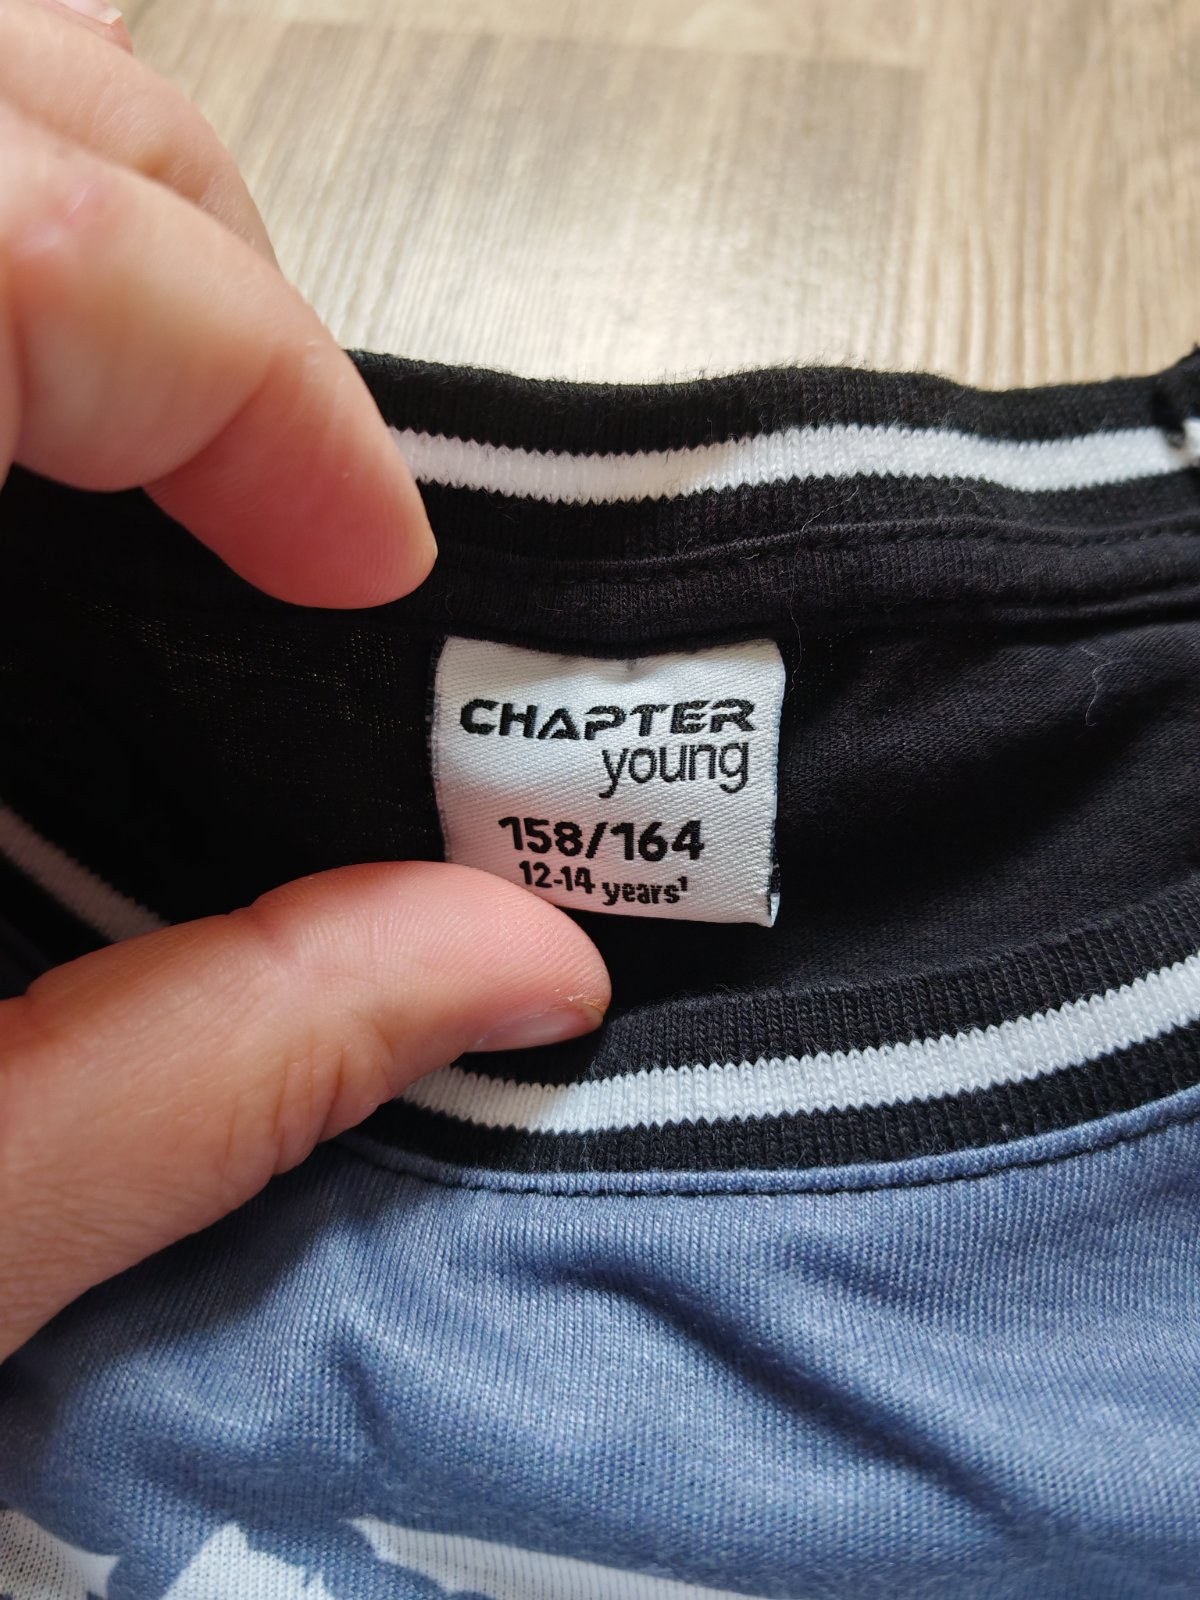 CHAPTER
young
158/164
12-14 years¹